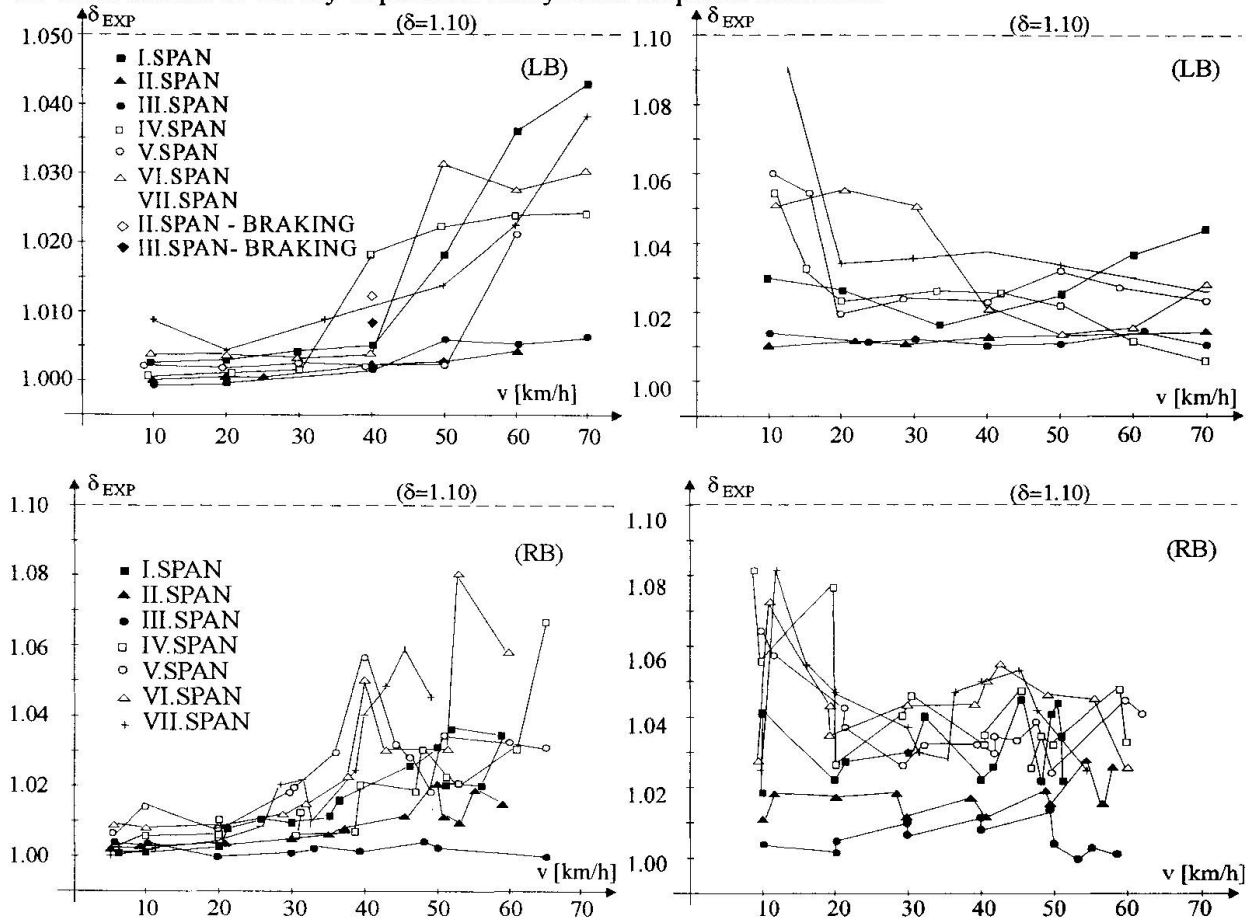 δEXP
(δ=1.10)
1.050
I.SPAN
II.SPAN
III.SPAN
IV.SPAN
V.SPAN
VI.SPAN
VII.SPAN
II.SPAN - BRAKING
III.SPAN- BRAKING
(LB)
1.040
1.030
1.020
1.010
1.000
v [km/h]
10 20 30 40 50 60 70
δEXP
(δ=1.10)
1.10
(LB)
1.08
1.06
1.04
1.02
1.00
v [km/h]
10 20 30 40 50 60 70
δEXP
(δ=1.10)
1.10
(RB)
I.SPAN
II.SPAN
III.SPAN
IV.SPAN
V.SPAN
VI.SPAN
VII.SPAN
1.08
1.06
1.04
1.02
1.00
v [km/h]
10 20 30 40 50 60 70
δEXP
(δ=1.10)
1.10
(RB)
1.08
1.06
1.04
1.02
1.00
v [km/h]
10 20 30 40 50 60 70